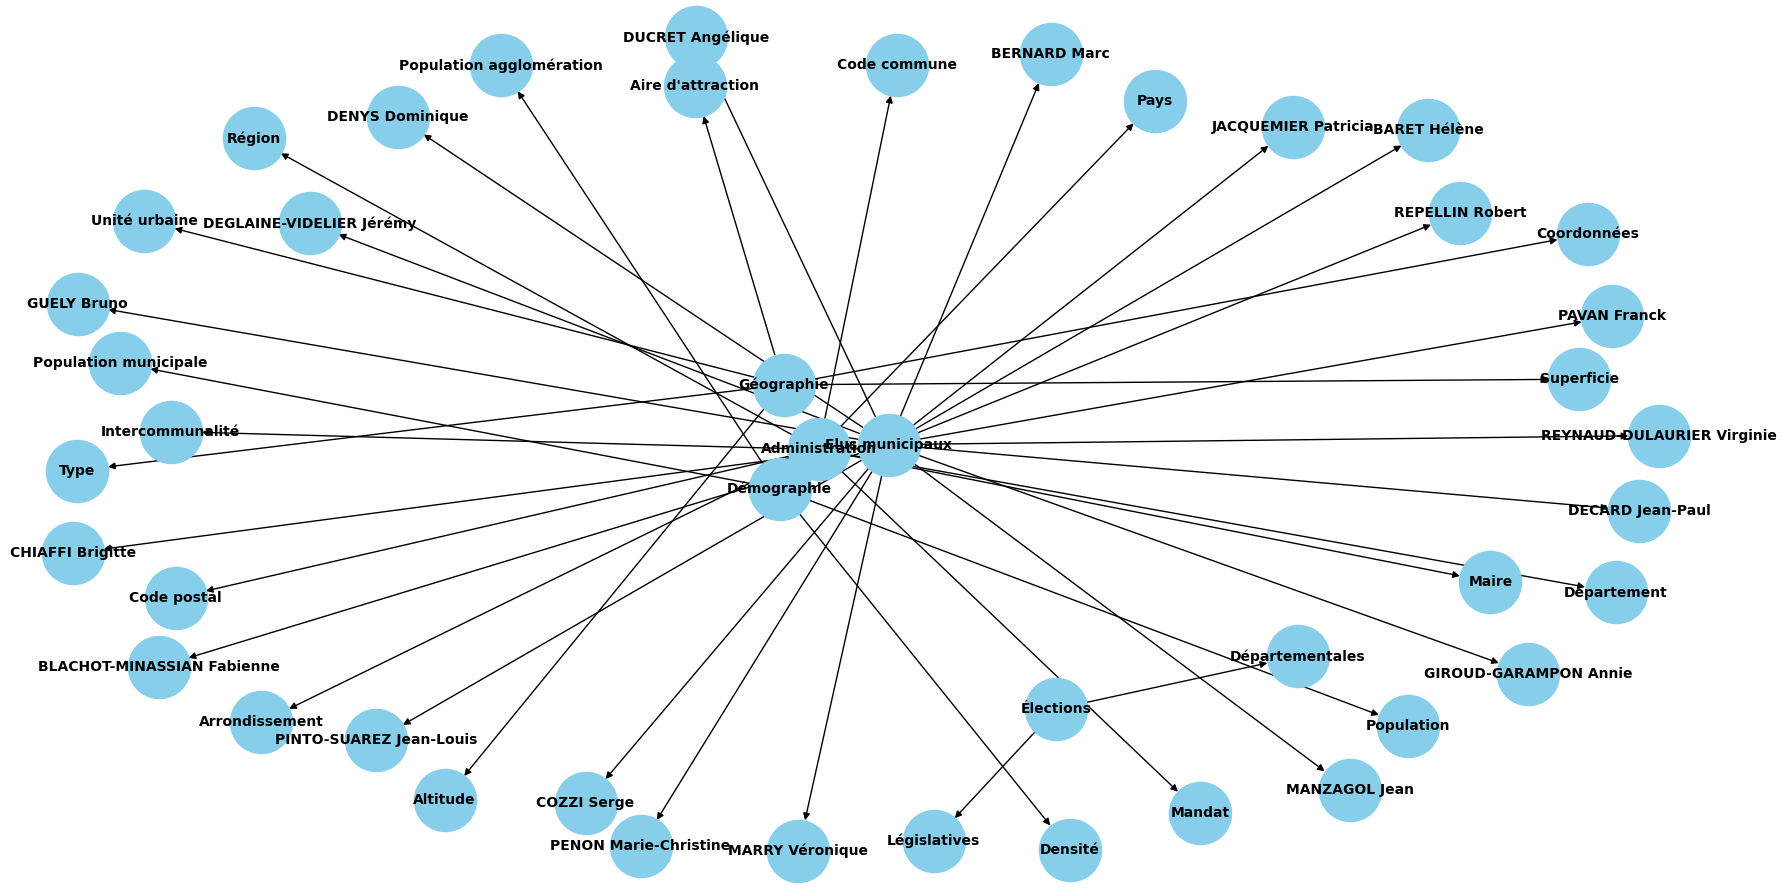 DUCRET Angélique
BERNARD Marc
Population agglomération
Code commune
Aire d'attraction
Pays
DENYS Dominique
JACQUEMIER Patricia
BARET Hélène
Région
REPELLIN Robert
Unité urbaine
DEGLAINE-VIDELIER Jérémy
Coordonnées
GUELY Bruno
PAVAN Franck
Population municipale
Superficie
Géographie
Intercommunalité
REYNAUD-DULAURIER Virginie
Elus municipaux
Administration
Type
Démographie
DECARD Jean-Paul
CHIAFFI Brigitte
Maire
Département
Code postal
Départementales
BLACHOT-MINASSIAN Fabienne
GIROUD-GARAMPON Annie
Élections
Arrondissement
Population
PINTO-SUAREZ Jean-Louis
MANZAGOL Jean
Altitude
COZZI Serge
Mandat
Législatives
PENON Marie-Christine
MARRY Véronique
Densité